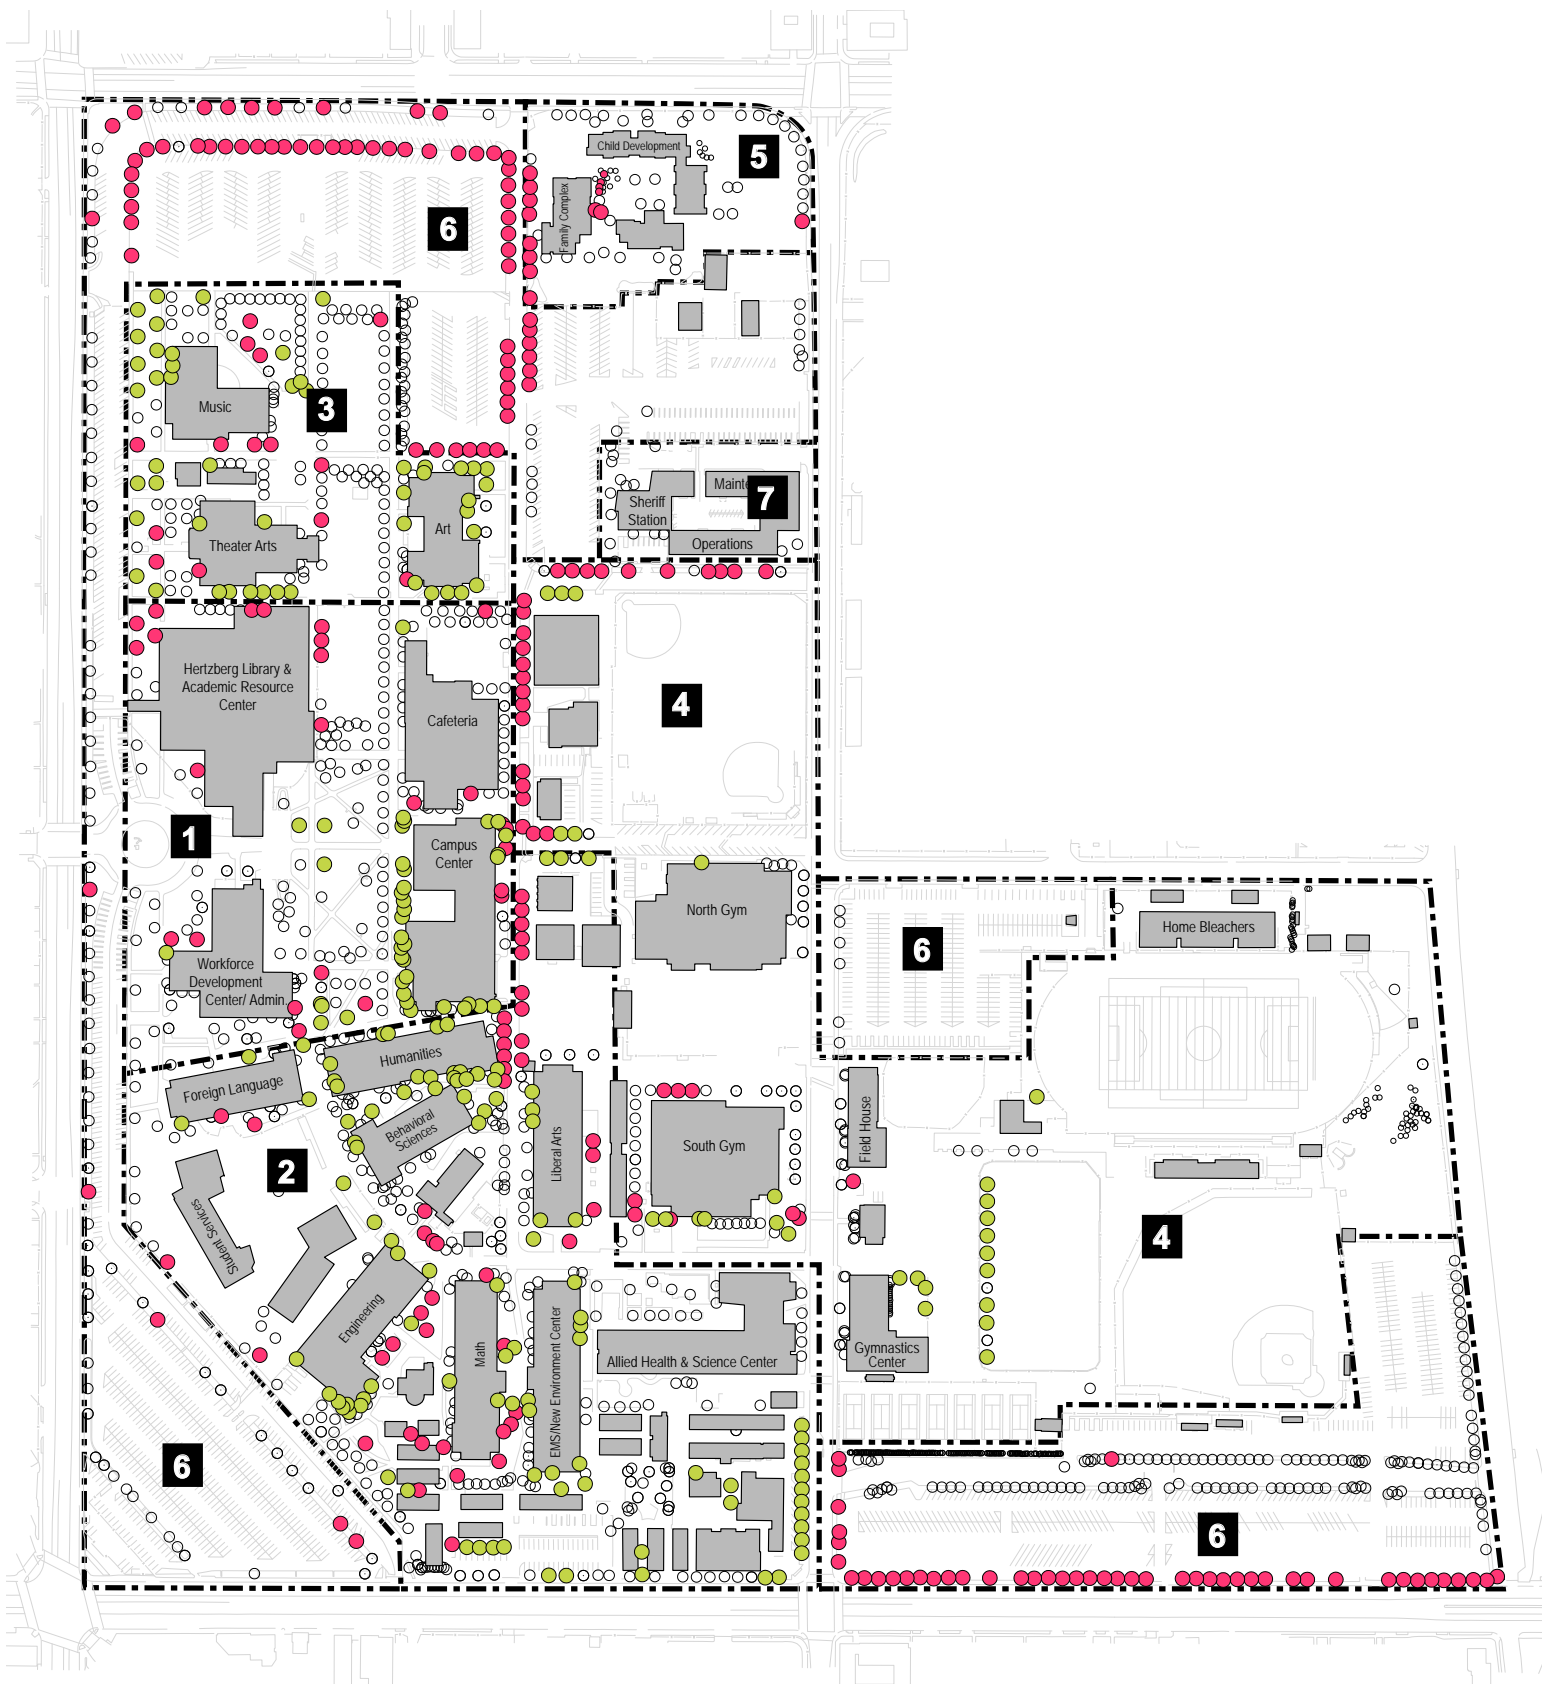 Child Development
5
Family Complex
6
Music
3
Mainte
7
Sheriff
Station
Art
Theater Arts
Operations
Hertzberg Library &
Academic Resource
Center
4
Cafeteria
1
Campus
Center
North Gym
Home Bleachers
6
Workforce
Development
Center/ Admin.
Humanities
Foreign Language
Behavioral
Sciences
Liberal Arts
South Gym
Field House
2
Student Services
4
Engineering
Math
EMS/New Environment Center
Allied Health & Science Center
Gymnastics
Center
6
6